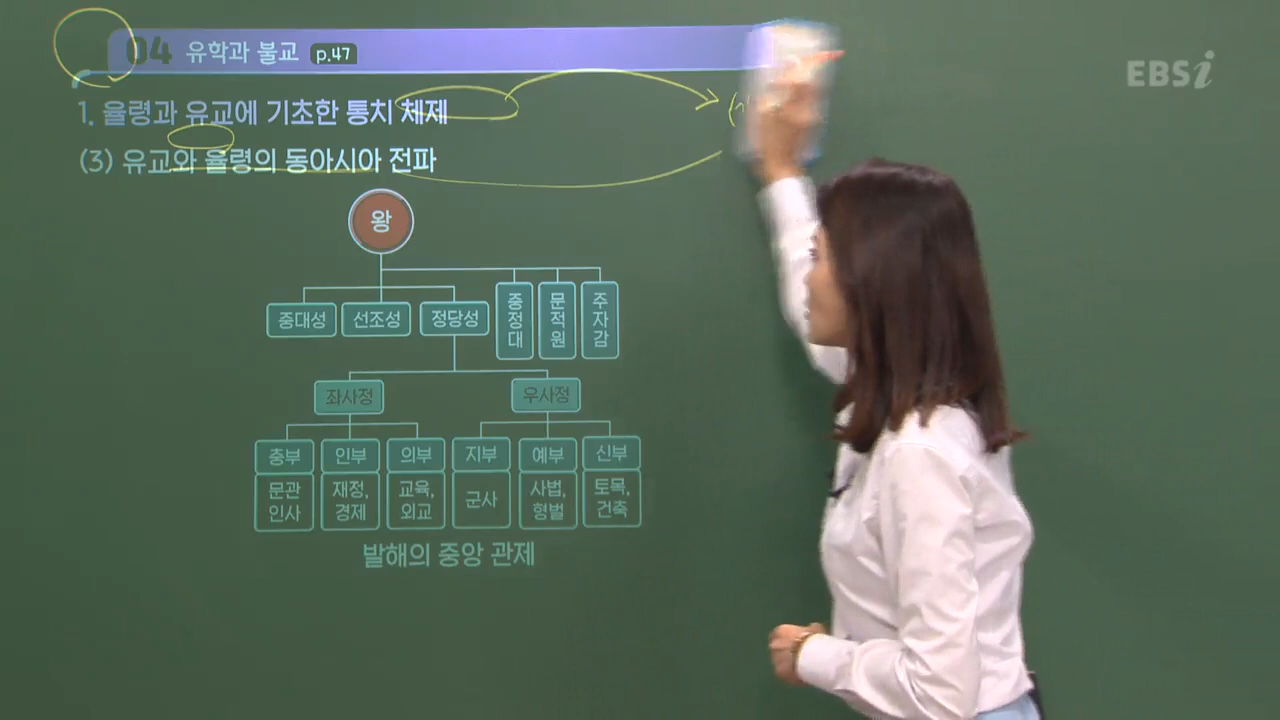 04 유학과 불교 p.47
EBSi
1. 율령과 유교에 기초한 통치 체제
(3) 유교와 율령의 동아시아 전파
왕
중대성 선조성 정당성 중정대 문적원 주자감
좌사정 우사정
충부 인부 의부 지부 예부 신부
문관 인사 재정, 경제 교육, 외교 군사 사법, 형벌 토목, 건축
발해의 중앙 관제